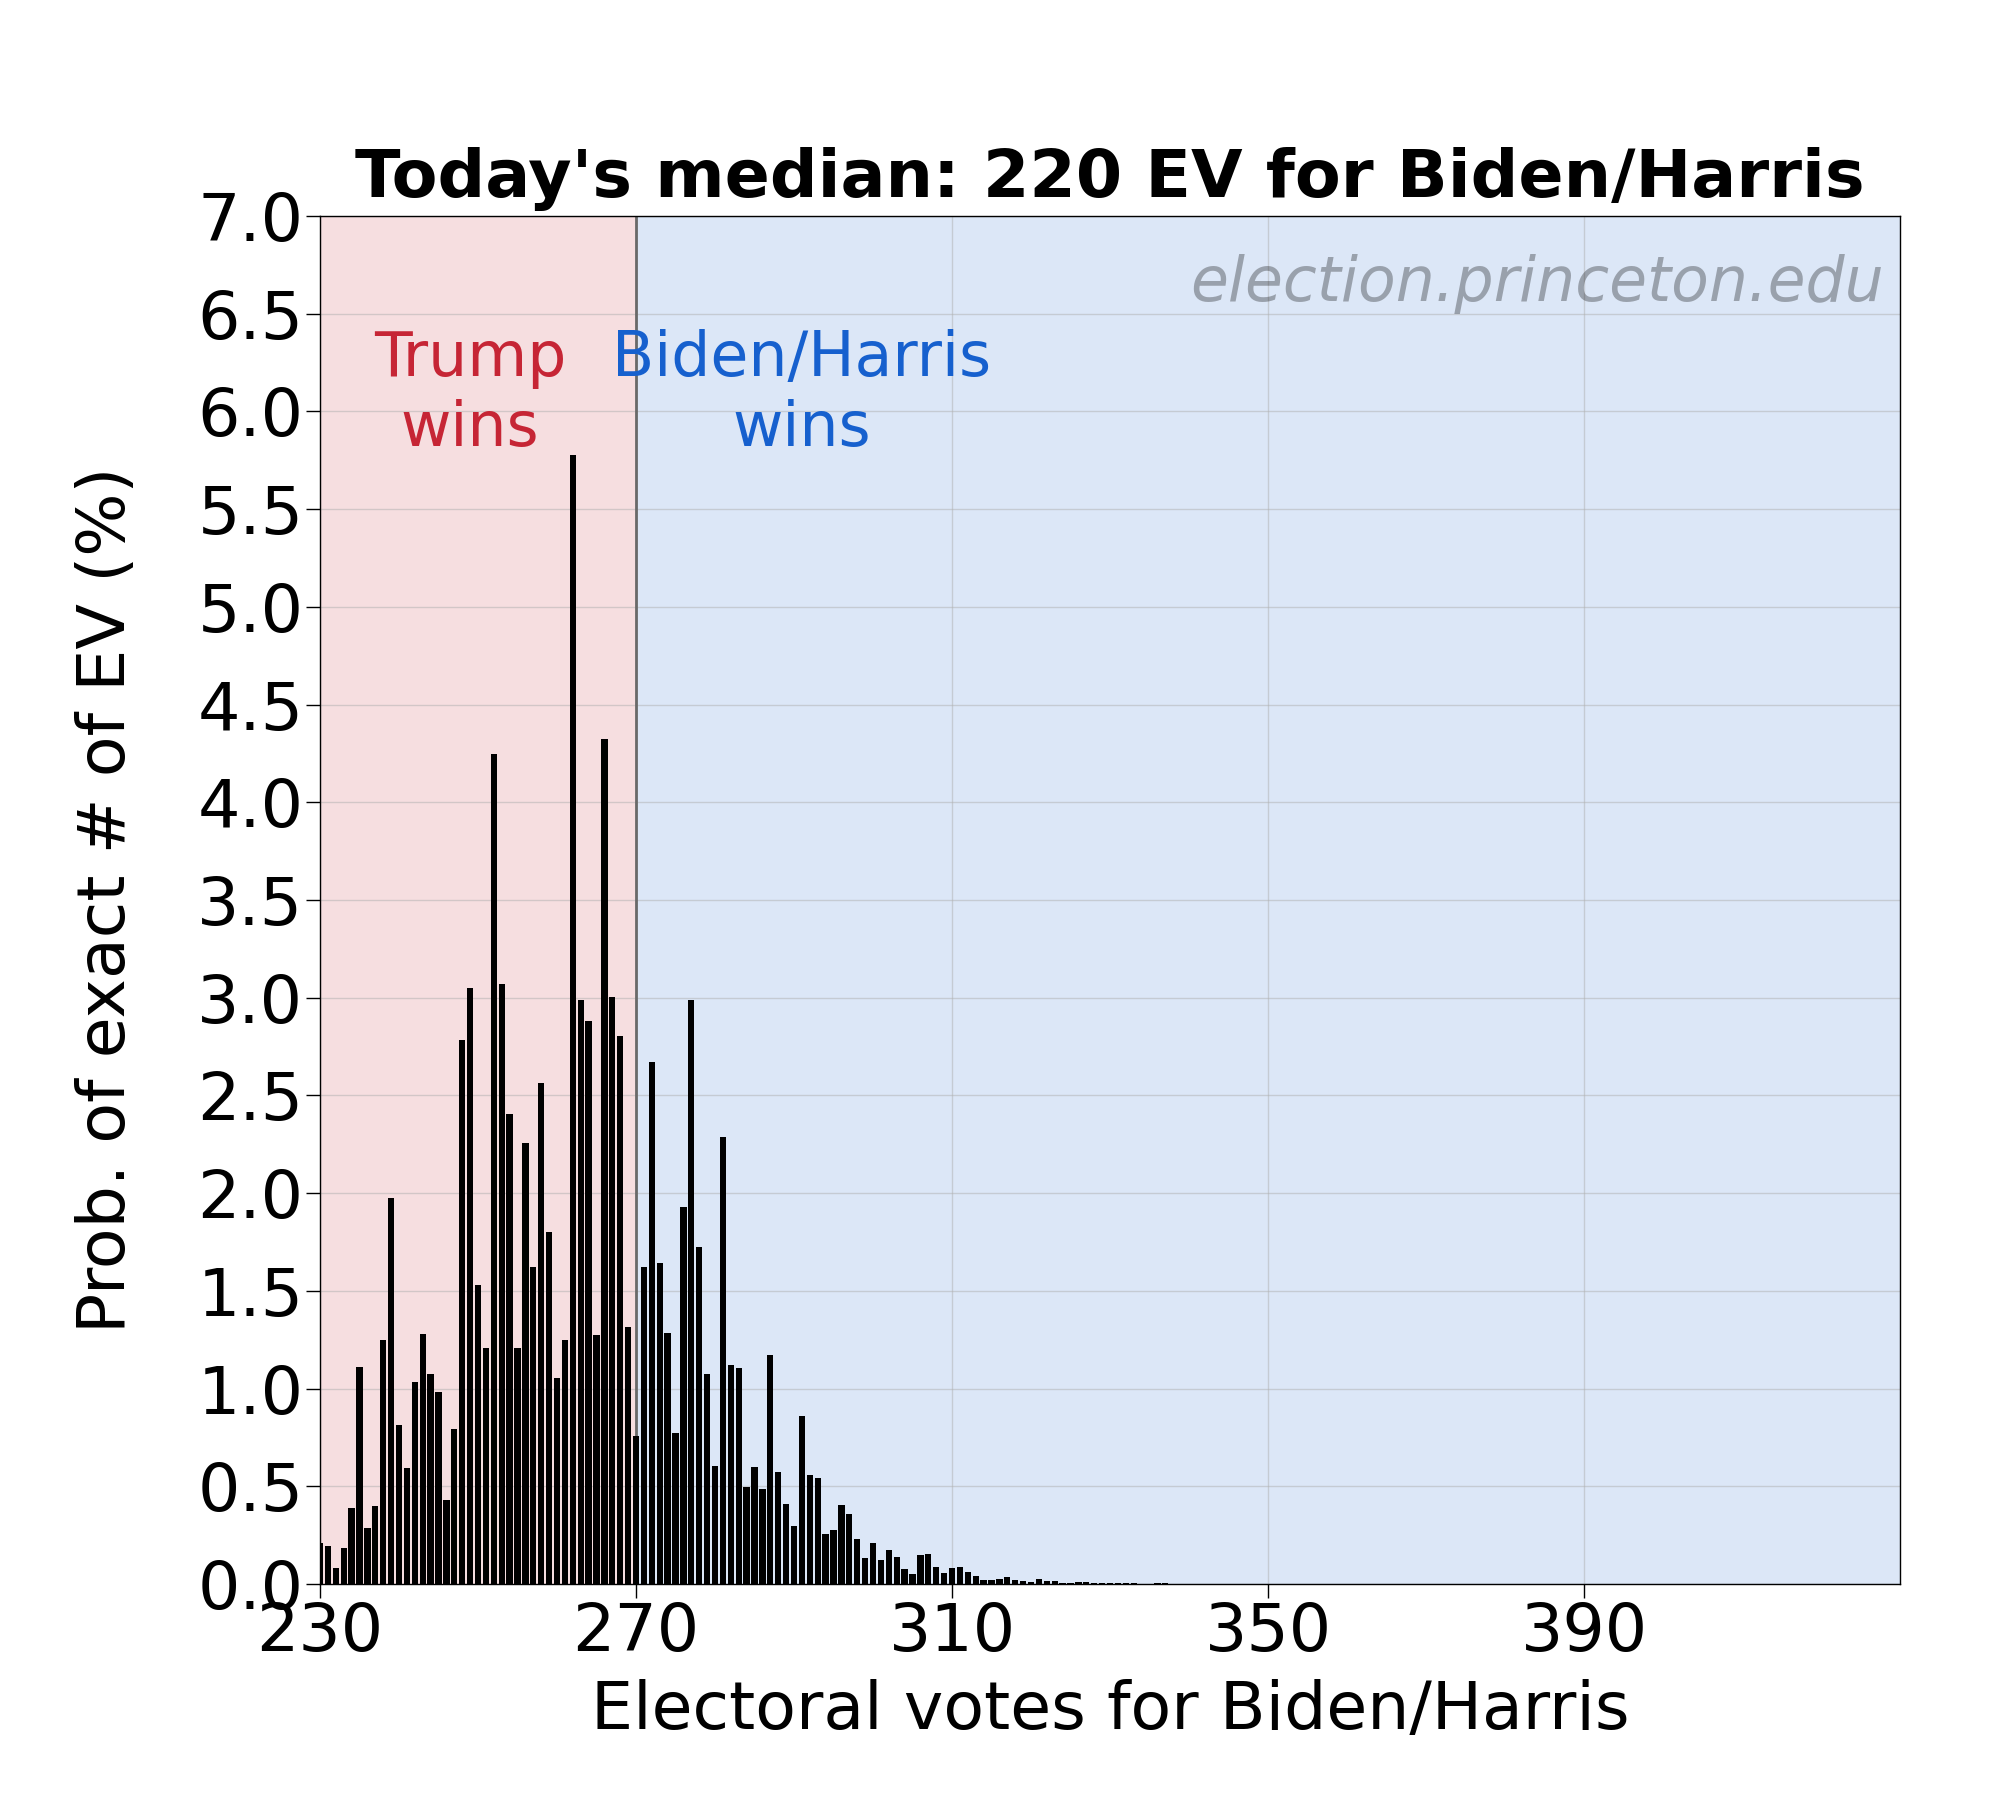 Today's median: 220 EV for Biden/Harris
election.princeton.edu
Trump
wins
Biden/Harris
wins
Prob. of exact # of EV (%)
7.0
6.5
6.0
5.5
5.0
4.5
4.0
3.5
3.0
2.5
2.0
1.5
1.0
0.5
0.0
230 270 310 350 390
Electoral votes for Biden/Harris